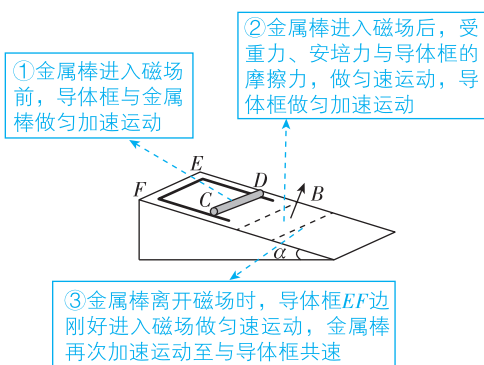 ②金属棒进入磁场后，受
重力、安培力与导体框的
摩擦力，做匀速运动，导
体框做匀加速运动
①金属棒进入磁场
前，导体框与金属
棒做匀加速运动
E
F
D
C
B
α
③金属棒离开磁场时，导体框EF边
刚好进入磁场做匀速运动，金属棒
再次加速运动至与导体框共速